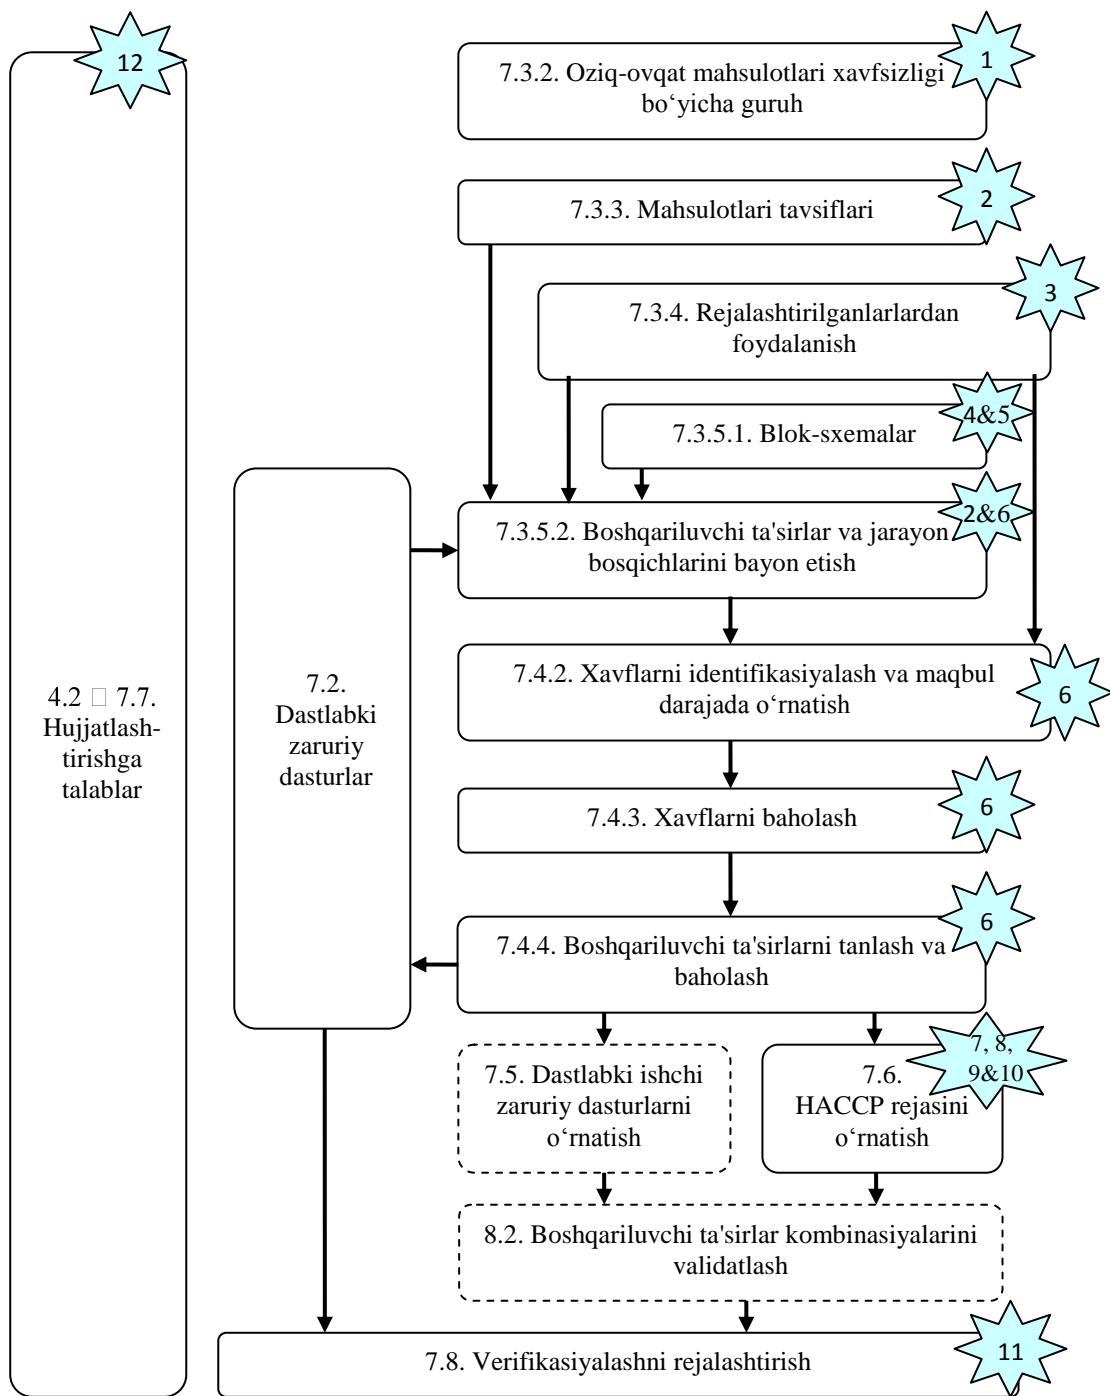 12
1
7.3.2. Oziq-ovqat mahsulotlari xavfsizligi
bo‘yicha guruh
2
7.3.3. Mahsulotlari tavsiflari
3
7.3.4. Rejalashtirilganlarlardan
foydalanish
4&5
7.3.5.1. Blok-sxemalar
2&6
7.3.5.2. Boshqariluvchi ta'sirlar va jarayon
bosqichlarini bayon etish
4.2 □ 7.7.
Hujjatlash-
tirishga
talablar
7.2.
Dastlabki
zaruriy
dasturlar
7.4.2. Xavflarni identifikasiyalash va maqbul
darajada o‘rnatish
6
7.4.3. Xavflarni baholash
6
7.4.4. Boshqariluvchi ta'sirlarni tanlash va
baholash
6
7.5. Dastlabki ishchi
zaruriy dasturlarni
o‘rnatish
7, 8,
9&10
7.6.
HACCP rejasini
o‘rnatish
8.2. Boshqariluvchi ta'sirlar kombinasiyalarini
validatlash
7.8. Verifikasiyalashni rejalashtirish
11